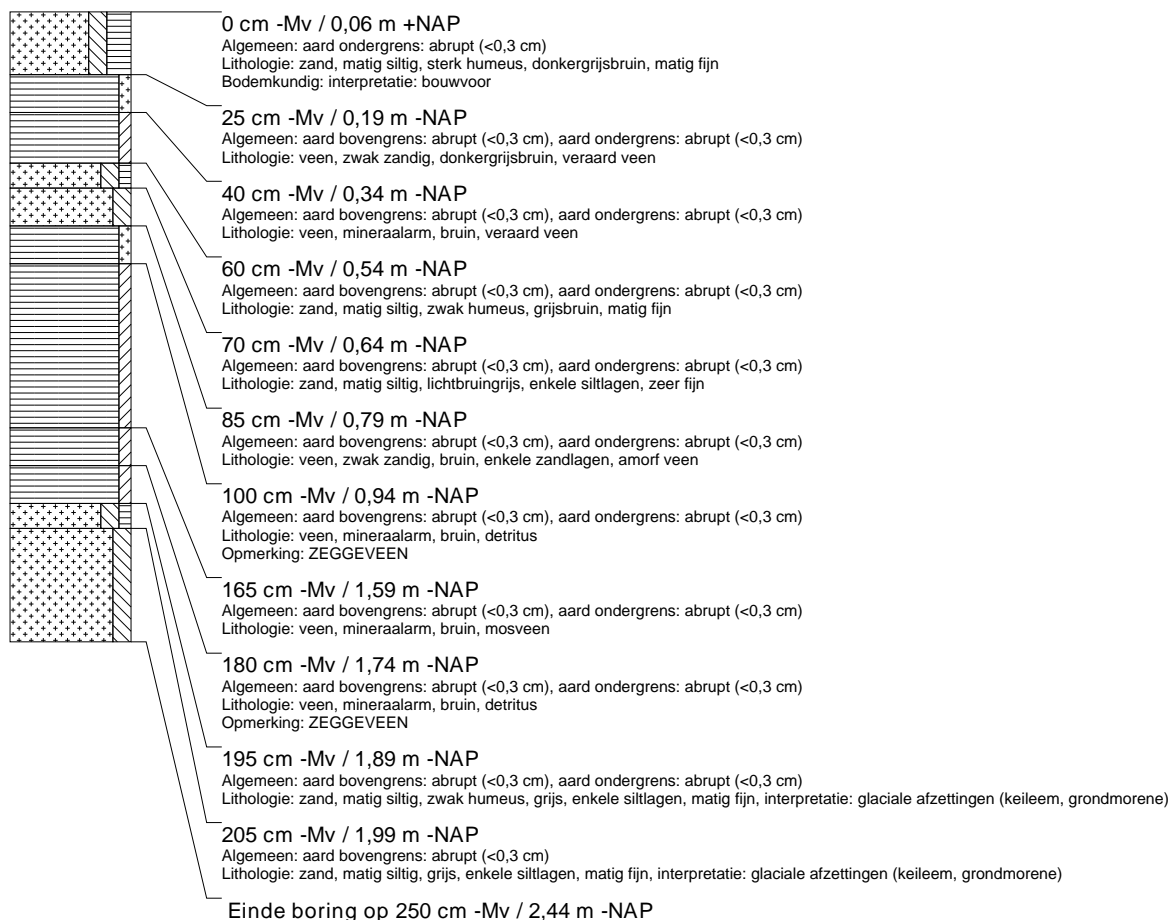 0 cm -Mv / 0,06 m +NAP
Algemeen: aard ondergrens: abrupt (<0,3 cm)
Lithologie: zand, matig siltig, sterk humeus, donkergrijsbruin, matig fijn
Bodemkundig: interpretatie: bouwvoor
25 cm -Mv / 0,19 m -NAP
Algemeen: aard bovengrens: abrupt (<0,3 cm), aard ondergrens: abrupt (<0,3 cm)
Lithologie: veen, zwak zandig, donkergrijsbruin, veraard veen
40 cm -Mv / 0,34 m -NAP
Algemeen: aard bovengrens: abrupt (<0,3 cm), aard ondergrens: abrupt (<0,3 cm)
Lithologie: veen, mineraalarm, bruin, veraard veen
60 cm -Mv / 0,54 m -NAP
Algemeen: aard bovengrens: abrupt (<0,3 cm), aard ondergrens: abrupt (<0,3 cm)
Lithologie: zand, matig siltig, zwak humeus, grijsbruin, matig fijn
70 cm -Mv / 0,64 m -NAP
Algemeen: aard bovengrens: abrupt (<0,3 cm), aard ondergrens: abrupt (<0,3 cm)
Lithologie: zand, matig siltig, lichtbruingrijs, enkele siltlagen, zeer fijn
85 cm -Mv / 0,79 m -NAP
Algemeen: aard bovengrens: abrupt (<0,3 cm), aard ondergrens: abrupt (<0,3 cm)
Lithologie: veen, zwak zandig, bruin, enkele zandlagen, amorf veen
100 cm -Mv / 0,94 m -NAP
Algemeen: aard bovengrens: abrupt (<0,3 cm), aard ondergrens: abrupt (<0,3 cm)
Lithologie: veen, mineraalarm, bruin, detritus
Opmerking: ZEGGEVEEN
165 cm -Mv / 1,59 m -NAP
Algemeen: aard bovengrens: abrupt (<0,3 cm), aard ondergrens: abrupt (<0,3 cm)
Lithologie: veen, mineraalarm, bruin, mosveen
180 cm -Mv / 1,74 m -NAP
Algemeen: aard bovengrens: abrupt (<0,3 cm), aard ondergrens: abrupt (<0,3 cm)
Lithologie: veen, mineraalarm, bruin, detritus
Opmerking: ZEGGEVEEN
195 cm -Mv / 1,89 m -NAP
Algemeen: aard bovengrens: abrupt (<0,3 cm), aard ondergrens: abrupt (<0,3 cm)
Lithologie: zand, matig siltig, zwak humeus, grijs, enkele siltlagen, matig fijn, interpretatie: glaciale afzettingen (keileem, grondmorene)
205 cm -Mv / 1,99 m -NAP
Algemeen: aard bovengrens: abrupt (<0,3 cm)
Lithologie: zand, matig siltig, grijs, enkele siltlagen, matig fijn, interpretatie: glaciale afzettingen (keileem, grondmorene)
Einde boring op 250 cm -Mv / 2,44 m -NAP